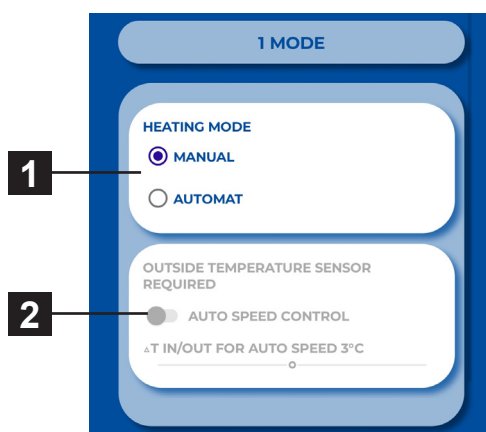 1 MODE
HEATING MODE
1
MANUAL
AUTOMAT
OUTSIDE TEMPERATURE SENSOR
REQUIRED
2
AUTO SPEED CONTROL
▵T IN/OUT FOR AUTO SPEED 3°C